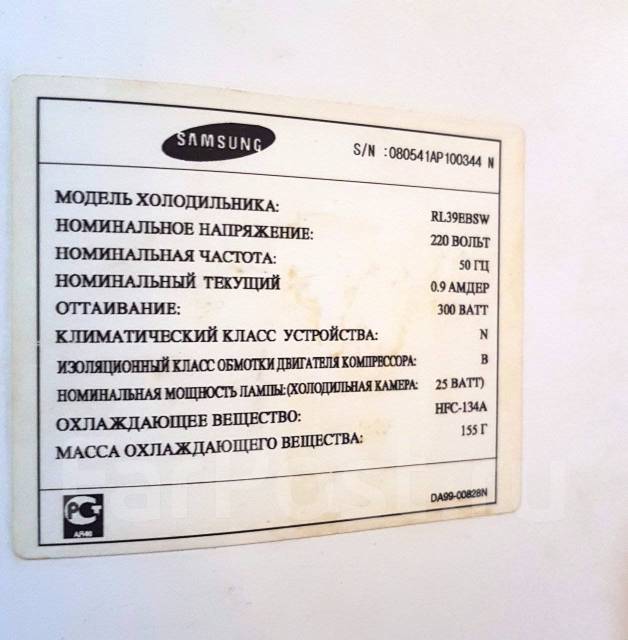 SAMSUNG
S/N :080541AP100344 N
МОДЕЛЬ ХОЛОДИЛЬНИКА: RL39EBSW
НОМИНАЛЬНОЕ НАПРЯЖЕНИЕ: 220 ВОЛЬТ
НОМИНАЛЬНАЯ ЧАСТОТА: 50 ГЦ
НОМИНАЛЬНЫЙ ТЕКУЩИЙ 0.9 АМДЕР
ОТТАИВАНИЕ: 300 ВАТТ
КЛИМАТИЧЕСКИЙ КЛАСС УСТРОЙСТВА: N
ИЗОЛЯЦИОННЫЙ КЛАСС ОБМОТКИ ДВИГАТЕЛЯ КОМПРЕССОРА: B
НОМИНАЛЬНАЯ МОЩНОСТЬ ЛАМПЫ:(ХОЛОДИЛЬНАЯ КАМЕРА: 25 ВАТТ)
ОХЛАЖДАЮЩЕЕ ВЕЩЕСТВО: HFC-134A
МАССА ОХЛАЖДАЮЩЕГО ВЕЩЕСТВА: 155 Г
РСТ
DA99-00828N